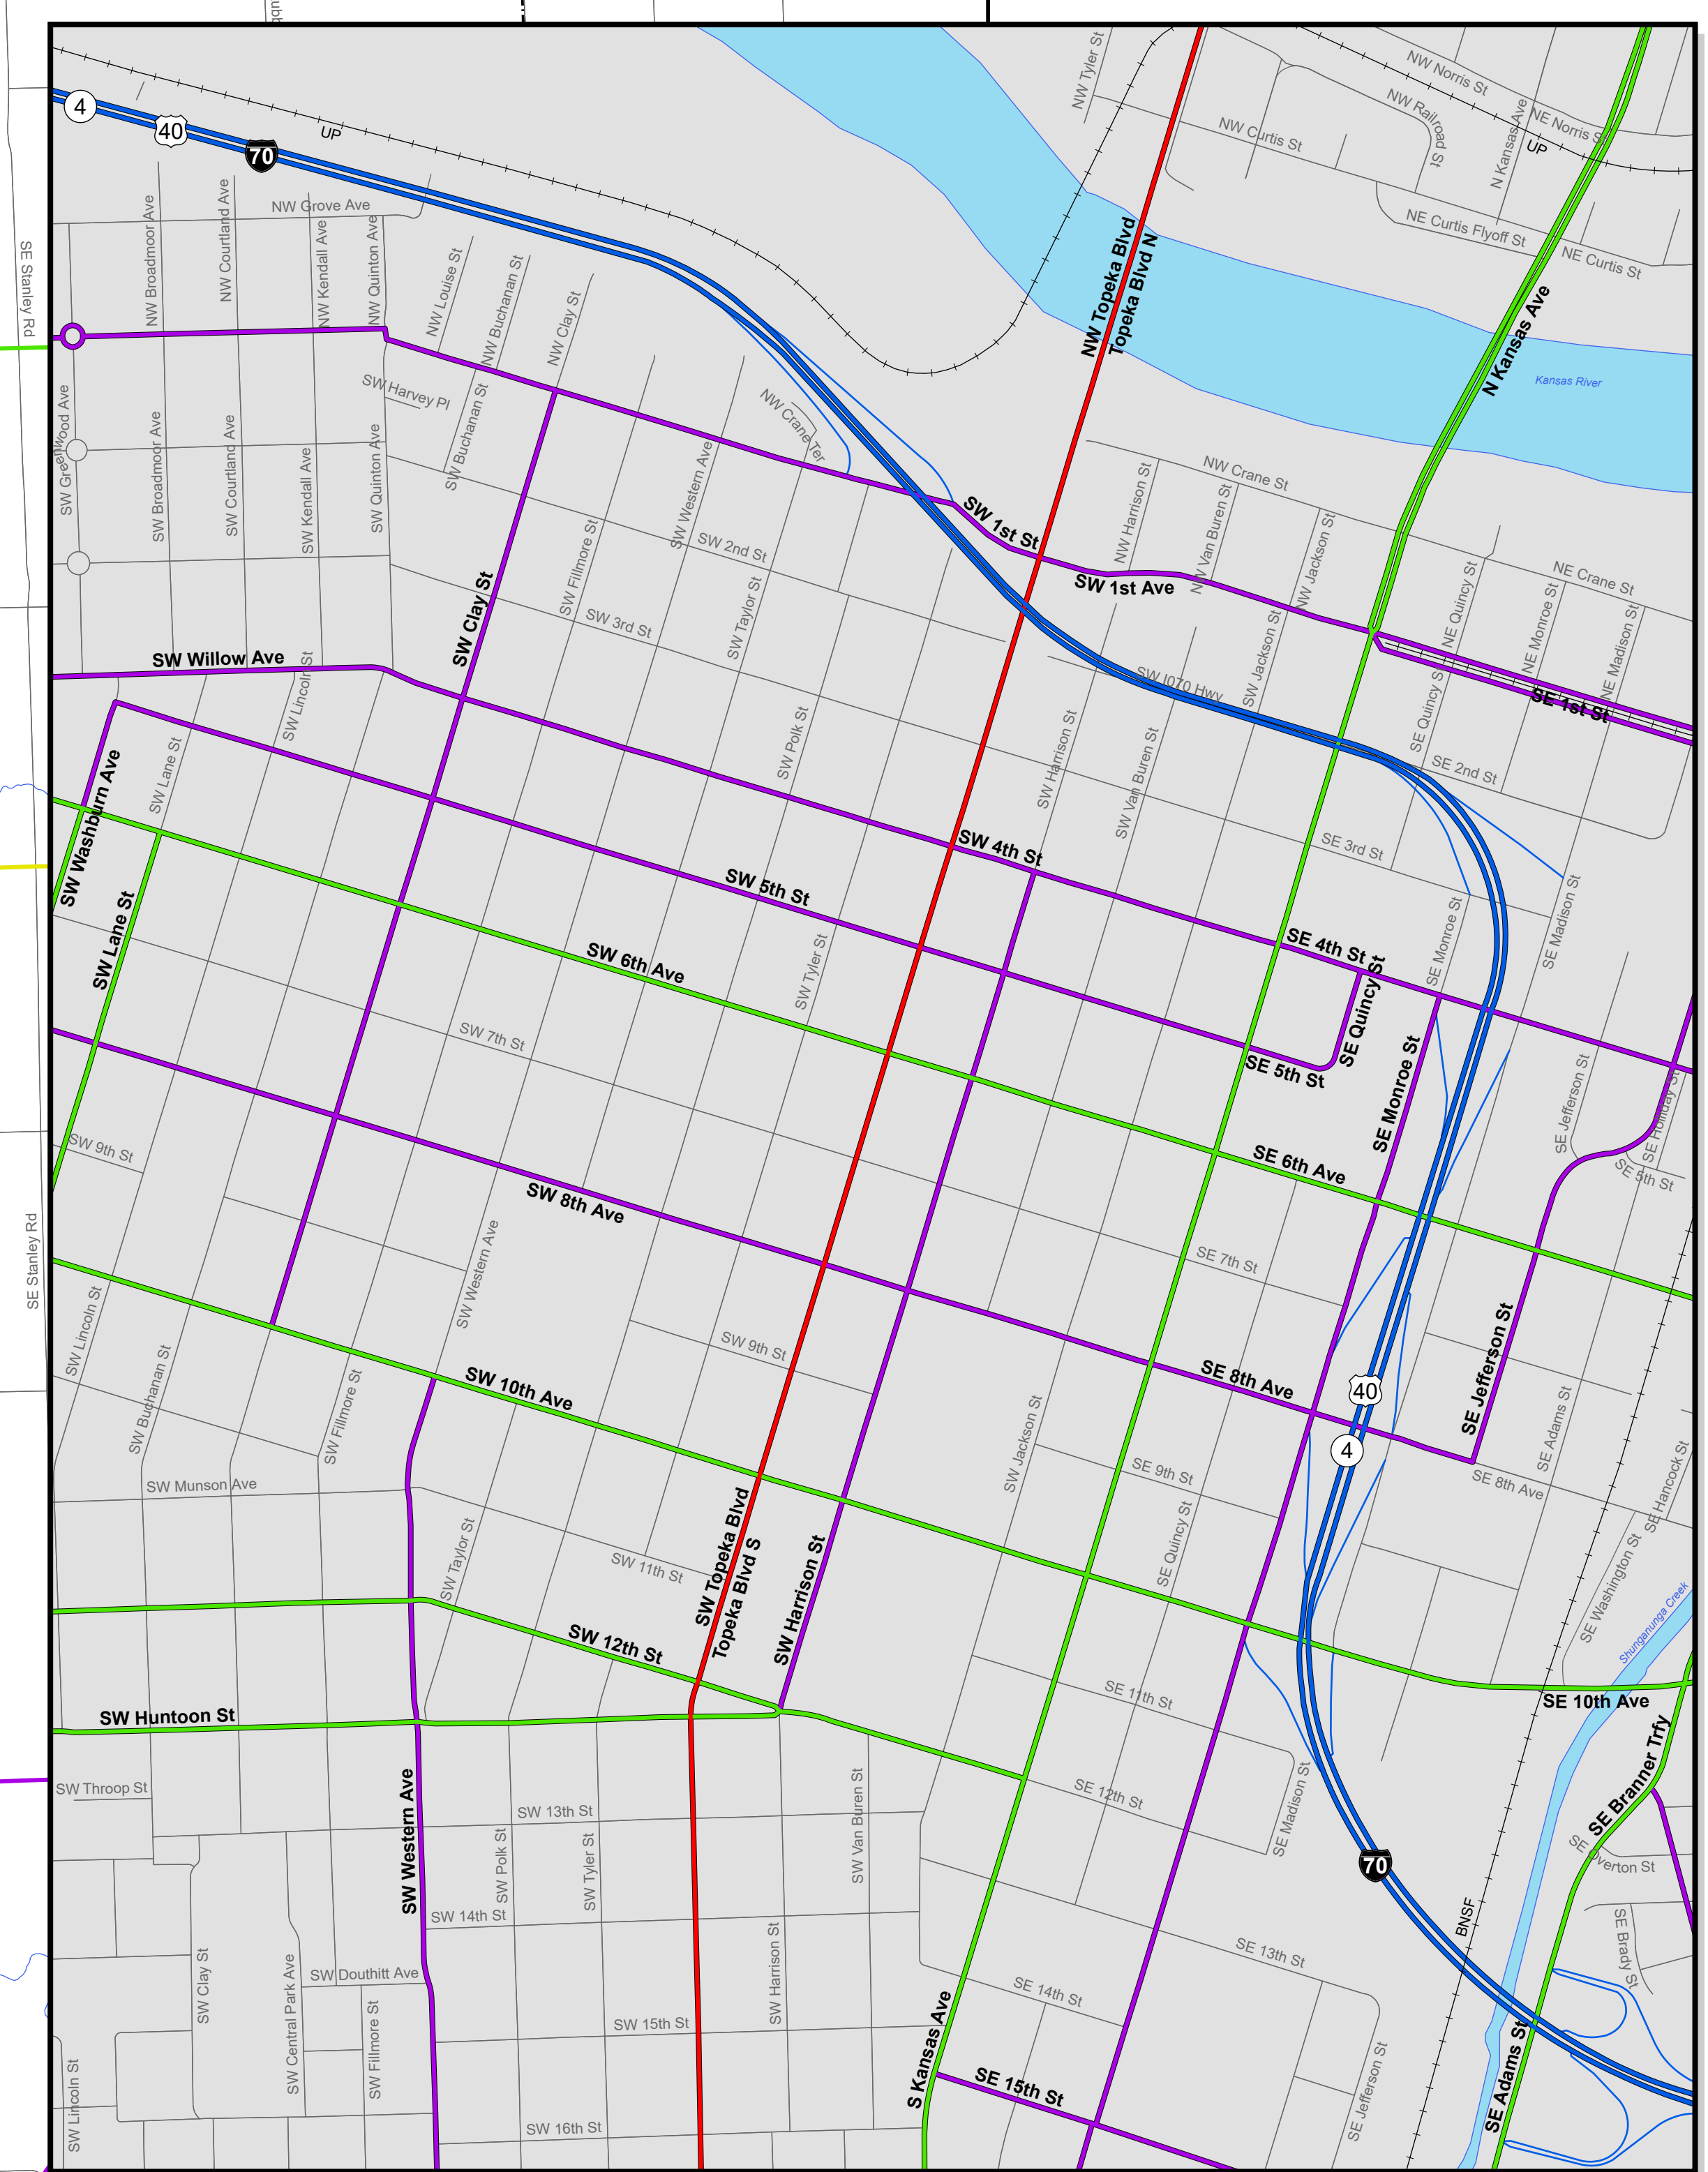 NW Tyler St
NW Norris St
4
40
70
UP
NW Railroad St
N Kansas Ave
NE Norris S
UP
NW Curtis St
NW Grove Ave
NE Curtis Flyoff St
NE Curtis St
SE Stanley Rd
NW Broadmoor Ave
NW Courtland Ave
NW Kendall Ave
NW Quinton Ave
NW Louise St
NW Buchanan St
NW Clay St
NW Topeka Blvd
Topeka Blvd N
N Kansas Ave
Kansas River
SW Harvey Pl
NW Crane Ter
SW Greenwood Ave
SW Broadmoor Ave
SW Courtland Ave
SW Kendall Ave
SW Quinton Ave
SW Buchanan St
SW Western Ave
SW Fillmore St
SW 2nd St
SW 1st St
SW 1st Ave
NW Crane St
NW Harrison St
NW Van Buren St
NW Jackson St
NE Crane St
NE Quincy St
NE Monroe St
NE Madison St
SW Clay St
SW 3rd St
SW Taylor St
SW Willow Ave
SW Lincoln St
SW I070 Hwy
SW Jackson St
SE Quincy St
SE 1st St
SE 2nd St
SW Washburn Ave
SW Lane St
SW Polk St
SW Harrison St
SW Van Buren St
SE 3rd St
SW 4th St
SW 5th St
SW Lane St
SW 6th Ave
SW Tyler St
SE 4th St
SE Quincy St
SE Monroe St
SE Madison St
SW 7th St
SE 5th St
SE Monroe St
SE Jefferson St
SE Holliday St
SE 5th St
SW 9th St
SW 8th Ave
SE 6th Ave
SE Stanley Rd
SW Lincoln St
SW Western Ave
SE 7th St
SW 9th St
SW Buchanan St
SW Fillmore St
SW 10th Ave
SE 8th Ave
40
4
SE Jefferson St
SE Adams St
SE Hancock St
SW Jackson St
SE 9th St
SE 8th Ave
SW Munson Ave
SW Taylor St
SW 11th St
SW Topeka Blvd
Topeka Blvd S
SW Harrison St
SE Quincy St
SE Washington St
Shunganunga Creek
SW 12th St
SW Huntoon St
SE 11th St
SE 10th Ave
SE Branner Trfy
SW Throop St
SW Western Ave
SW 13th St
SW Polk St
SW Tyler St
SW Van Buren St
SE 12th St
SE Madison St
70
SE Overton St
SW 14th St
BNSF
SE Brady St
SW Clay St
SW Central Park Ave
SW Douthitt Ave
SW Fillmore St
SW Harrison St
SW 15th St
SE 13th St
SE 14th St
S Kansas Ave
SE 15th St
SE Jefferson St
SE Adams St
SW Lincoln St
SW 16th St